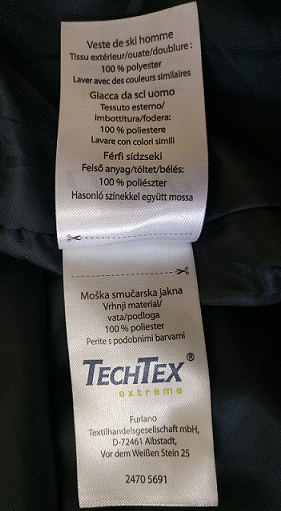 Veste de ski homme
Tissu extérieur/ouate/doublure :
100 % polyester
Laver avec des couleurs similaires
Giacca da sci uomo
Tessuto esterno/
imbottitura/fodera:
100 % poliestere
Lavare con colori simili
Férfi sídzseki
Felső anyag/töltet/bélés:
100 % poliészter
Hasonló színekkel együtt mossa
Moška smučarska jakna
Vrhnji material/
vata/podloga
100 % poliester
Perite s podobnimi barvami
TECHTEX®
extreme
Furlano
Textilhandelsgesellschaft mbH,
D-72461 Albstadt,
Vor dem Weißen Stein 25
2470 5691